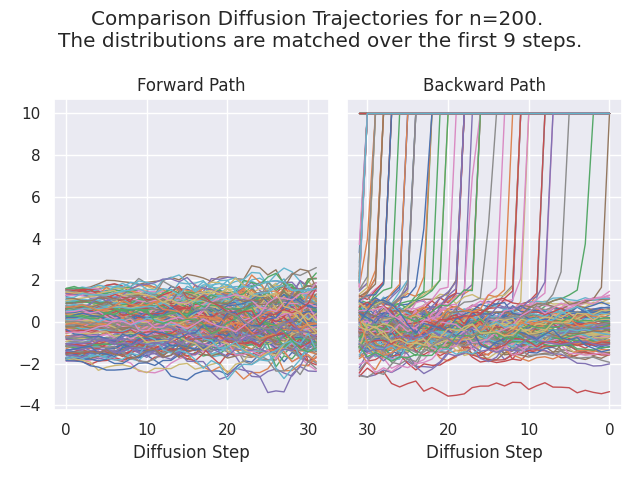 Comparison Diffusion Trajectories for n=200.
The distributions are matched over the first 9 steps.
Forward Path
Backward Path
10
8
6
4
2
0
−2
−4
0
10
20
30
30
20
10
0
Diffusion Step
Diffusion Step